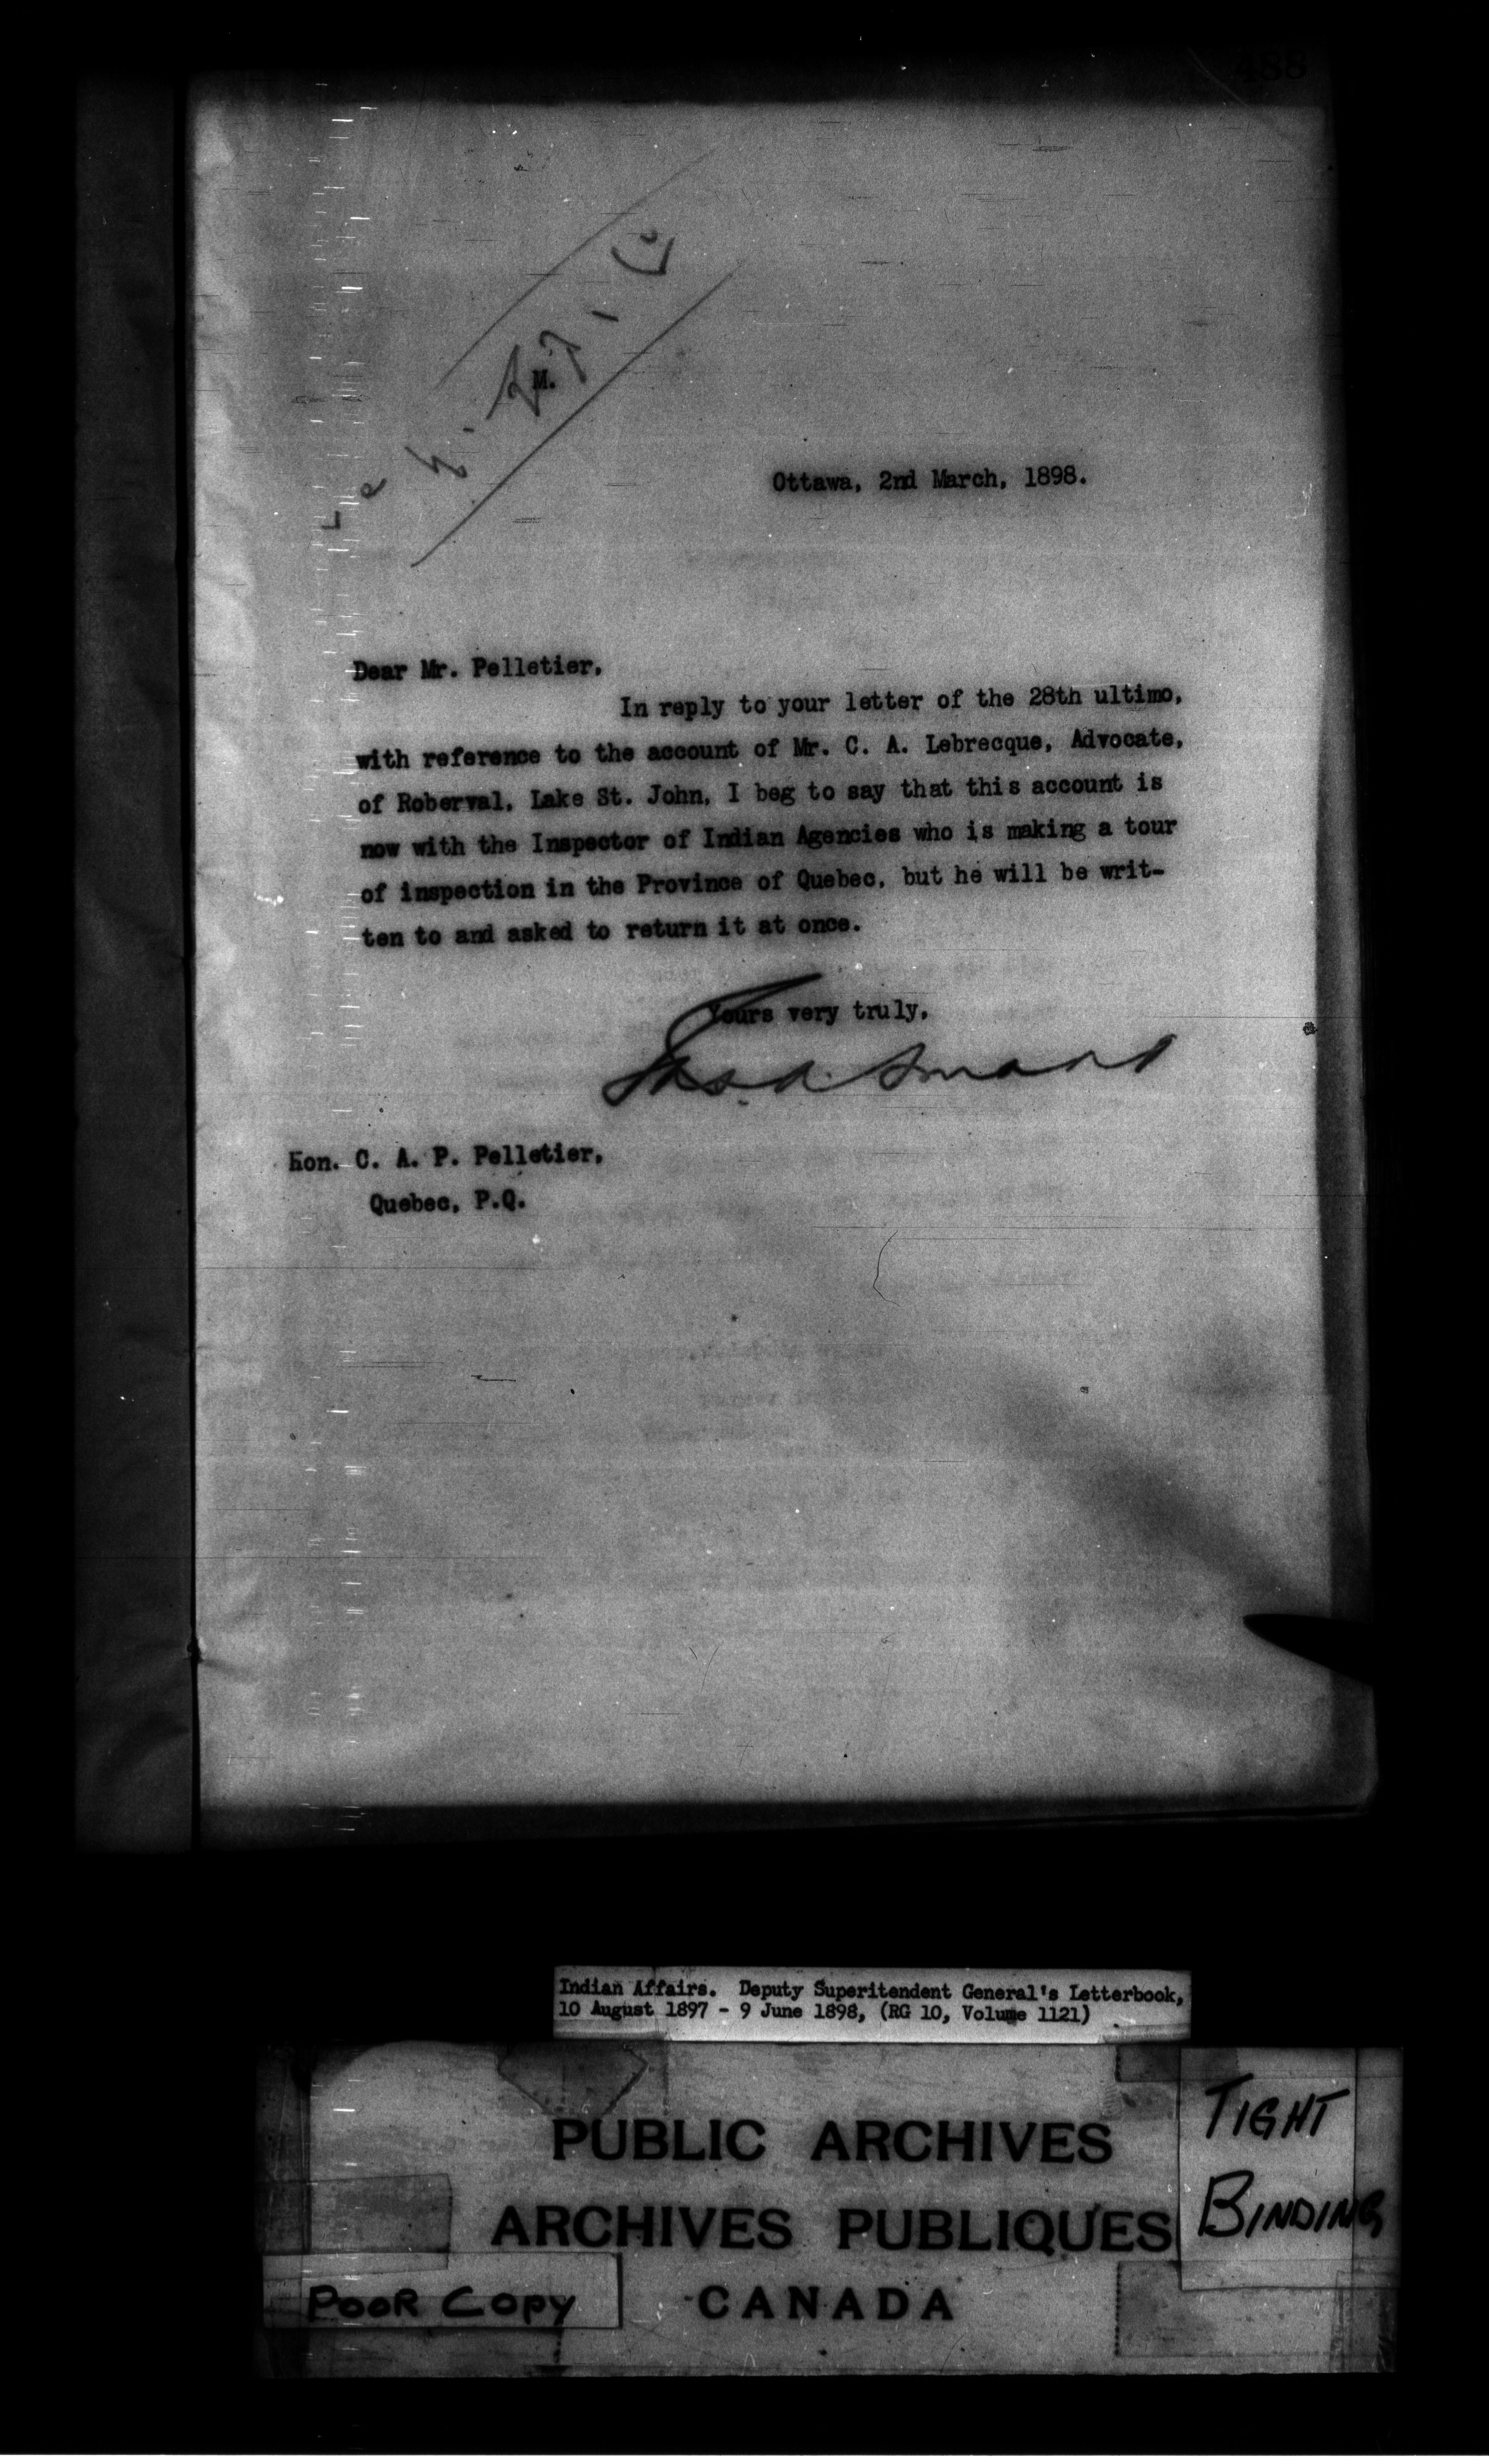 488
M.
Ottawa, 2nd March, 1898.
Dear Mr. Pelletier,
In reply to your letter of the 28th ultimo,
with reference to the account of Mr. C. A. Lebrecque, Advocate,
of Roberval, Lake St. John, I beg to say that this account is
now with the Inspector of Indian Agencies who is making a tour
of inspection in the Province of Quebec, but he will be writ-
ten to and asked to return it at once.
Yours very truly,
Jas. A. Smart
Hon. C. A. P. Pelletier,
Quebec, P.Q.
Indian Affairs. Deputy Superitendent General's Letterbook,
10 August 1897 - 9 June 1898, (RG 10, Volume 1121)
PUBLIC ARCHIVES
ARCHIVES PUBLIQUES
CANADA
TIGHT
BINDING
POOR COPY